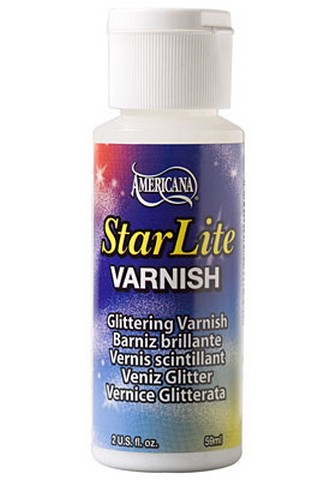 AMERICANA
StarLite
VARNISH
Glittering Varnish
Barniz brillante
Vernis scintillant
Veniz Glitter
Vernice Glitterata
2 U.S. fl. oz. 59ml